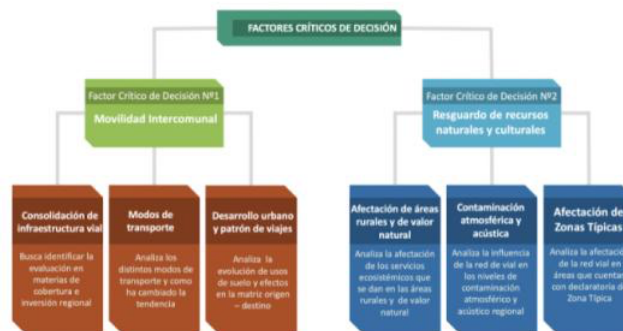 FACTORES CRÍTICOS DE DECISIÓN
Factor Crítico de Decisión Nº1
Movilidad Intercomunal
Factor Crítico de Decisión Nº2
Resguardo de recursos
naturales y culturales
Consolidación de
infraestructura vial
Busca identificar la
evaluación en
materias de
cobertura e
inversión regional
Modos de
transporte
Analiza los
distintos modos de
transporte y como
ha cambiado la
tendencia
Desarrollo urbano
y patrón de viajes
Analiza la
evolución de usos
de suelo y efectos
en la matriz origen
– destino
Afectación de áreas
rurales y de valor
natural
Analiza la afectación
de los servicios
ecosistémicos que
se dan en las áreas
rurales y de valor
natural
Contaminación
atmosférica y
acústica
Analiza la influencia
de la red de vial en
los niveles de
contaminación
atmosférico y
acústico regional
Afectación de
Zonas Típicas
Analiza la afectación
de la red vial en
áreas que cuentan
con declaratoria de
Zona Típica